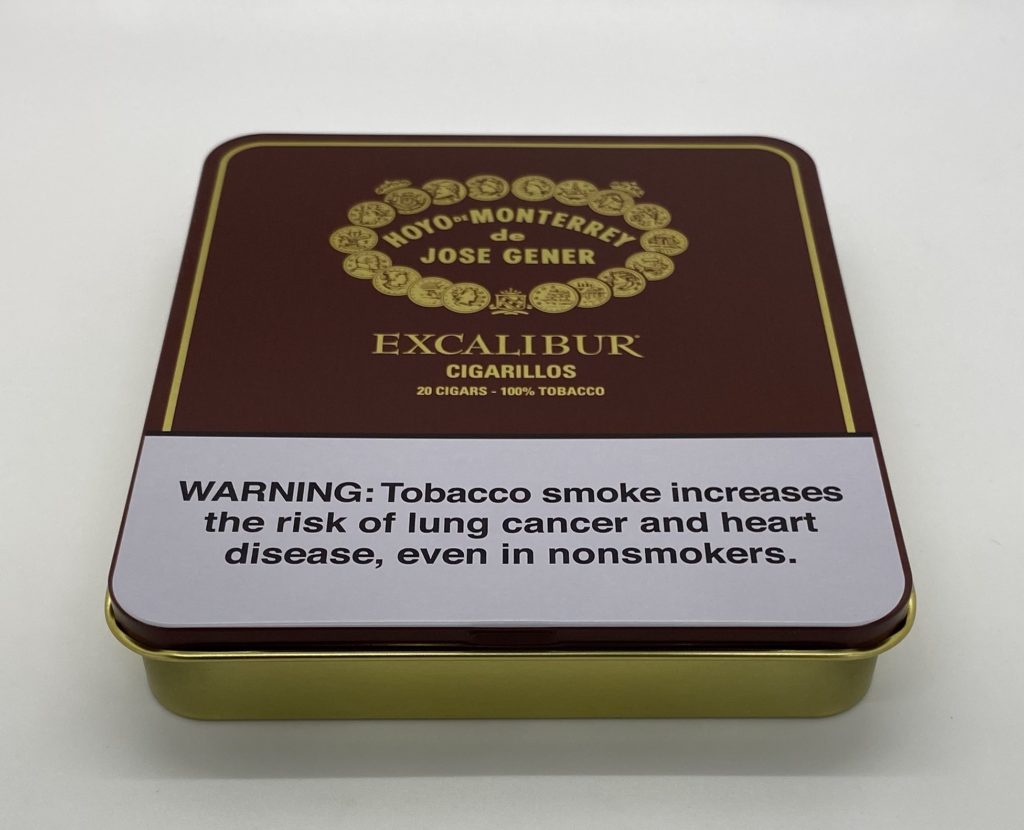 HOYO DE MONTERREY
de
JOSE GENER
EXCALIBUR®
CIGARILLOS
20 CIGARS - 100% TOBACCO
WARNING: Tobacco smoke increases
the risk of lung cancer and heart
disease, even in nonsmokers.